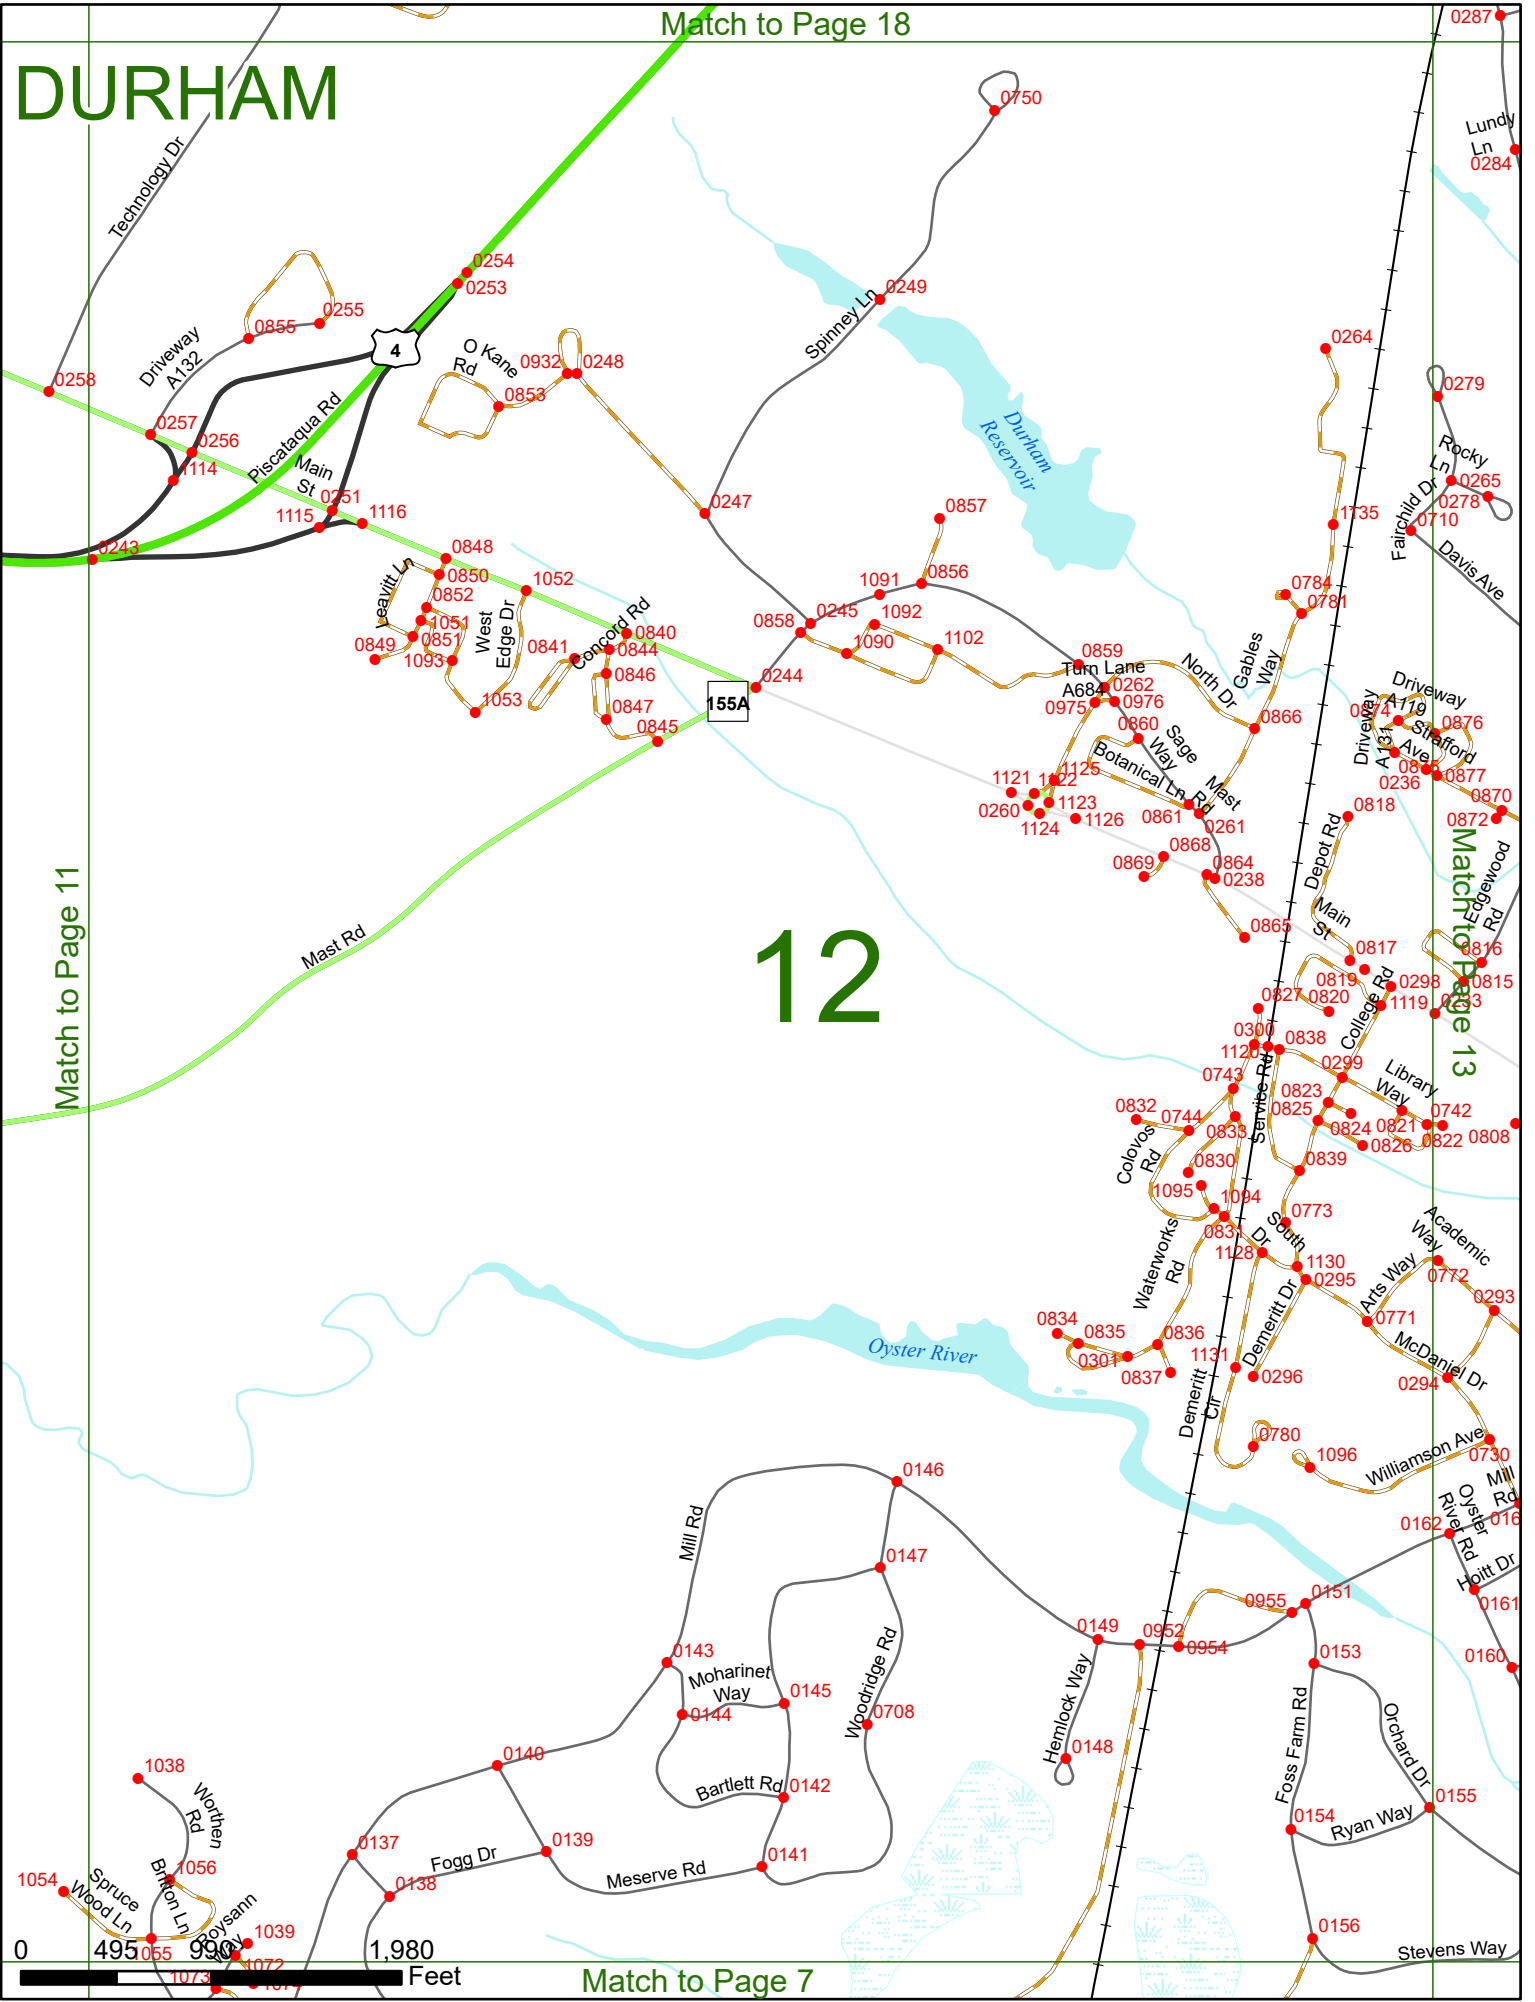 Match to Page 18
0287
DURHAM
0750
Lundy
Ln
0284
Technology Dr
0254
0253
0249
Spinney Ln
0255
0855
Driveway
A132
4
O Kane
Rd
0932
0248
0853
0264
0279
0258
0257
0256
1114
Piscataqua Rd
Main
St
0251
1115
1116
0243
0247
Durham
Reservoir
0857
Rocky
Ln
0265
0278
Fairchild Dr
0710
Davis Ave
1135
0848
0850
0852
eavitt Ln
1051
0851
0849
1093
West
Edge Dr
1052
1053
0841
Concord Rd
0840
0844
0846
0847
0845
0858
0245
1091
0856
1092
1090
1102
0784
0781
0244
155A
0859
Turn Lane
A684
0262
0975
0976
0860
North Dr
Gables
Way
0866
Sage
Way
Botanical Ln
Mast
Rd
Driveway
A119
0874
0876
Driveway
A131
Strafford
Ave
0236
0877
0870
0872
1121
1122
1125
0260
1123
1124
1126
0861
0261
0818
Depot Rd
0868
0869
0864
0238
0865
Match to Page 11
Mast Rd
12
Match to Page 13
Edgewood
Rd
Main
St
0817
0816
0815
0819
0820
0298
1119
0233
College Rd
0827
0300
1120
0838
0299
Service Rd
0743
Library
Way
0823
0825
0824
0826
0821
0742
0822
0808
0832
0744
0833
Colovos
Rd
0830
1095
1094
0831
0839
0773
South
Dr
1128
1130
0295
Academic
Way
0772
0293
Arts Way
0771
Waterworks
Rd
0834
0835
0301
0836
0837
1131
Demeritt Dr
0296
McDaniel Dr
0294
Oyster River
Demeritt
Cir
0780
1096
Williamson Ave
0730
Mill
Rd
016
Oyster
River Rd
0162
Hoitt Dr
0161
0160
0146
Mill Rd
0147
0143
0149
0952
0954
0955
0151
0153
Moharinet
Way
0144
0145
Woodridge Rd
0708
Hemlock Way
0148
Foss Farm Rd
Orchard Dr
0140
Bartlett Rd
0142
0154
Ryan Way
0155
1038
Worthen
Rd
0137
0138
Fogg Dr
0139
Meserve Rd
0141
1054
Spruce
Wood Ln
Britton Ln
1056
1055
Roysann
Way
1039
1072
1073
1074
0156
Stevens Way
0
495
990
1,980
Feet
Match to Page 7